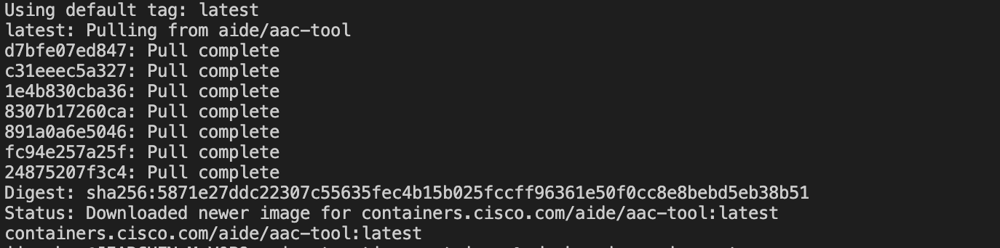 Using default tag: latest
latest: Pulling from aide/aac-tool
d7bfe07ed847: Pull complete
c31eeec5a327: Pull complete
1e4b830cba36: Pull complete
8307b17260ca: Pull complete
891a0a6e5046: Pull complete
fc94e257a25f: Pull complete
24875207f3c4: Pull complete
Digest: sha256:5871e27ddc22307c55635fec4b15b025fccff96361e50f0cc8e8bebd5eb38b51
Status: Downloaded newer image for containers.cisco.com/aide/aac-tool:latest
containers.cisco.com/aide/aac-tool:latest